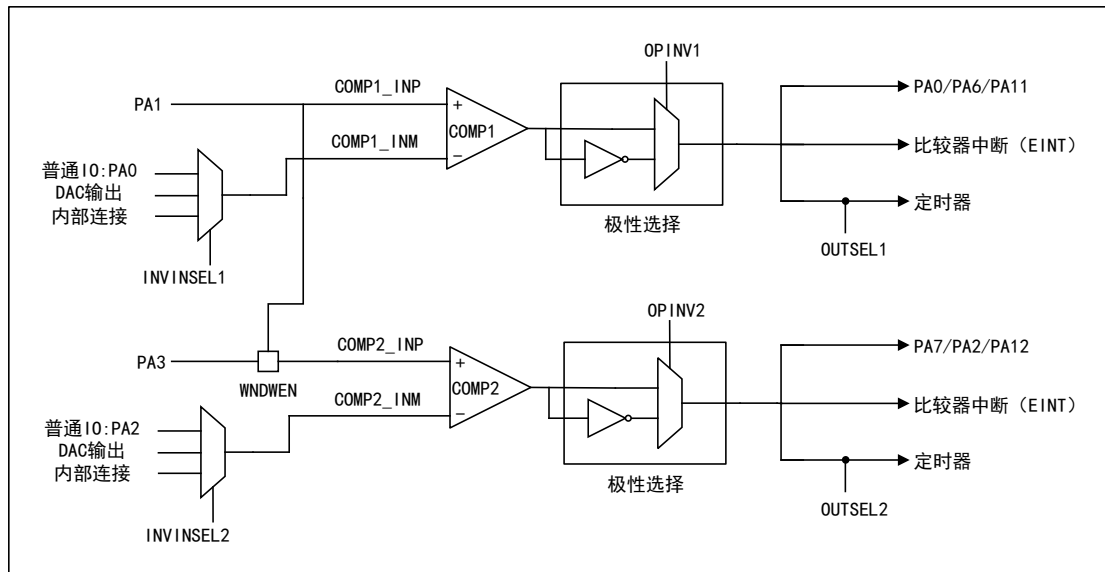 OPINV1
PA1
COMP1_INP
+
COMP1
COMP1_INM
−
PA0/PA6/PA11
比较器中断（EINT）
定时器
普通IO:PA0
DAC输出
内部连接
极性选择
OUTSEL1
INVINSEL1
OPINV2
PA3
WNDWEN
COMP2_INP
+
COMP2
COMP2_INM
−
PA7/PA2/PA12
比较器中断（EINT）
定时器
普通IO:PA2
DAC输出
内部连接
极性选择
OUTSEL2
INVINSEL2